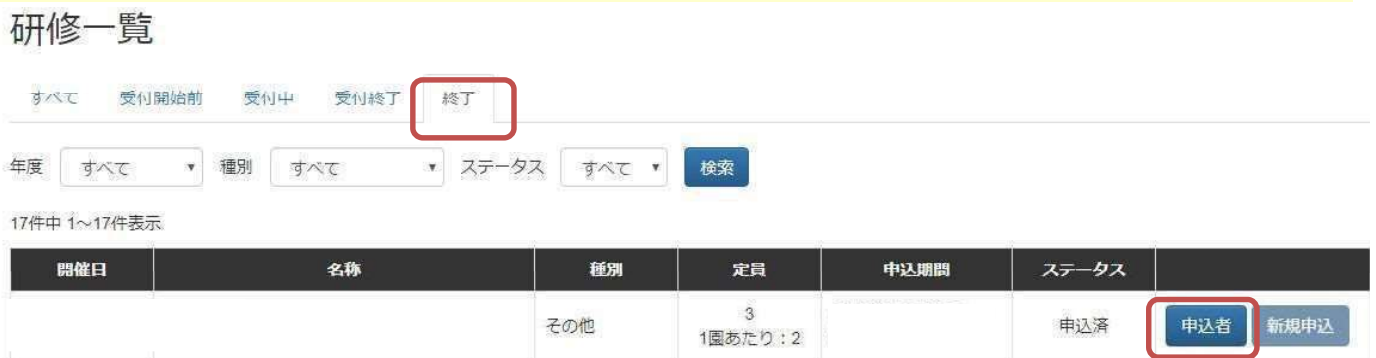 研修一覧
すべて 受付開始前 受付中 受付終了 終了
年度 すべて 種別 すべて ステータス すべて 検索
17件中 1~17件表示
開催日 名称 種別 定員 申込期間 ステータス
その他 3 申込済 申込者 新規申込
1園あたり:2